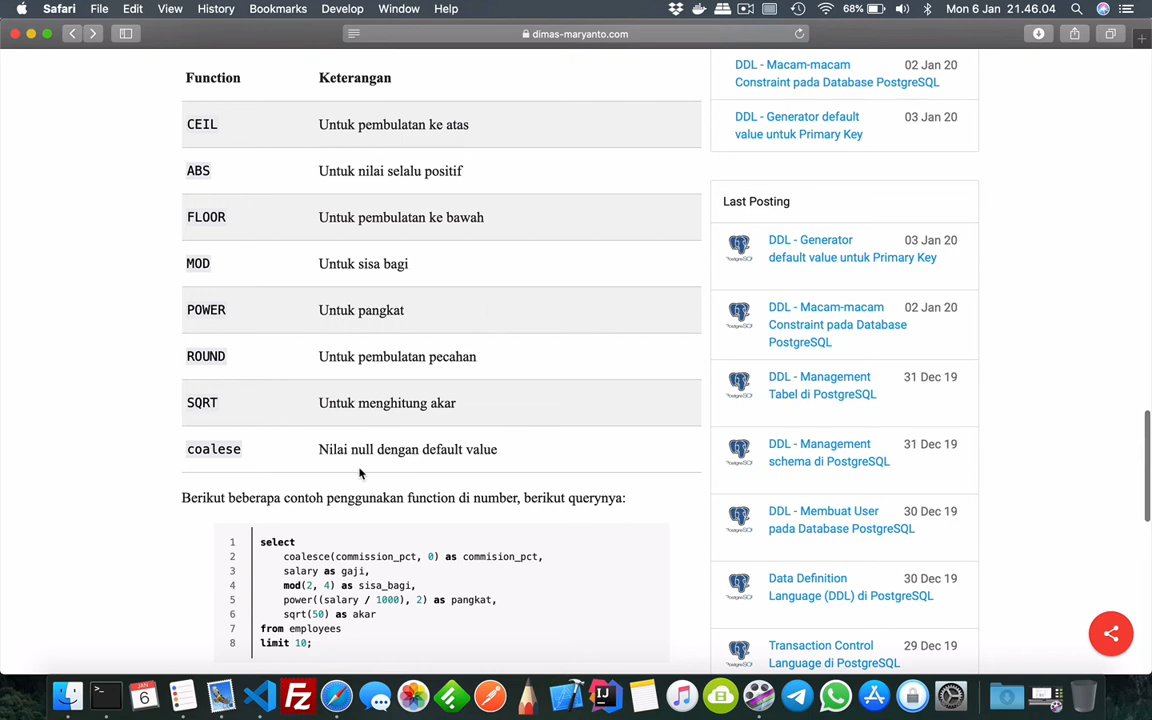 Safari File Edit View History Bookmarks Develop Window Help 68% Mon 6 Jan 21.46.04
dimas-maryanto.com
Function Keterangan
CEIL Untuk pembulatan ke atas
ABS Untuk nilai selalu positif
FLOOR Untuk pembulatan ke bawah
MOD Untuk sisa bagi
POWER Untuk pangkat
ROUND Untuk pembulatan pecahan
SQRT Untuk menghitung akar
coalese Nilai null dengan default value
Berikut beberapa contoh penggunakan function di number, berikut querynya:
1 select
2 coalesce(commission_pct, 0) as commision_pct,
3 salary as gaji,
4 mod(2, 4) as sisa_bagi,
5 power((salary / 1000), 2) as pangkat,
6 sqrt(50) as akar
7 from employees
8 limit 10;
DDL - Macam-macam 02 Jan 20
Constraint pada Database PostgreSQL
DDL - Generator default 03 Jan 20
value untuk Primary Key
Last Posting
DDL - Generator 03 Jan 20
default value untuk Primary Key
DDL - Macam-macam 02 Jan 20
Constraint pada Database
PostgreSQL
DDL - Management 31 Dec 19
Tabel di PostgreSQL
DDL - Management 31 Dec 19
schema di PostgreSQL
DDL - Membuat User 30 Dec 19
pada Database PostgreSQL
Data Definition 30 Dec 19
Language (DDL) di PostgreSQL
Transaction Control 29 Dec 19
Language di PostgreSQL